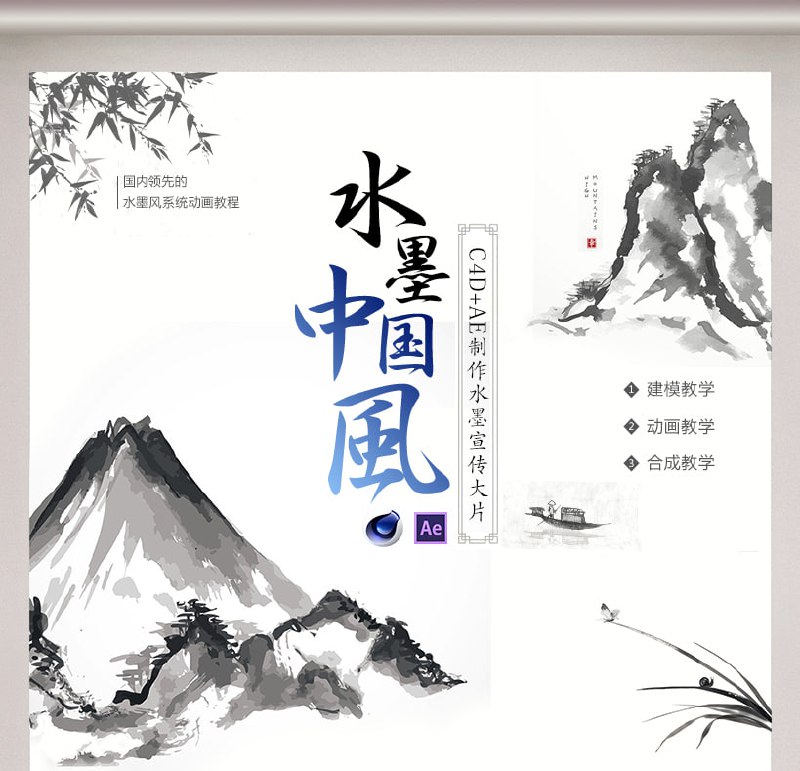 国内领先的
水墨风系统动画教程
水墨
中国
風
C4D+AE制作水墨宣传大片
Ae
HIGH
MOUNTAINS
1 建模教学
2 动画教学
3 合成教学